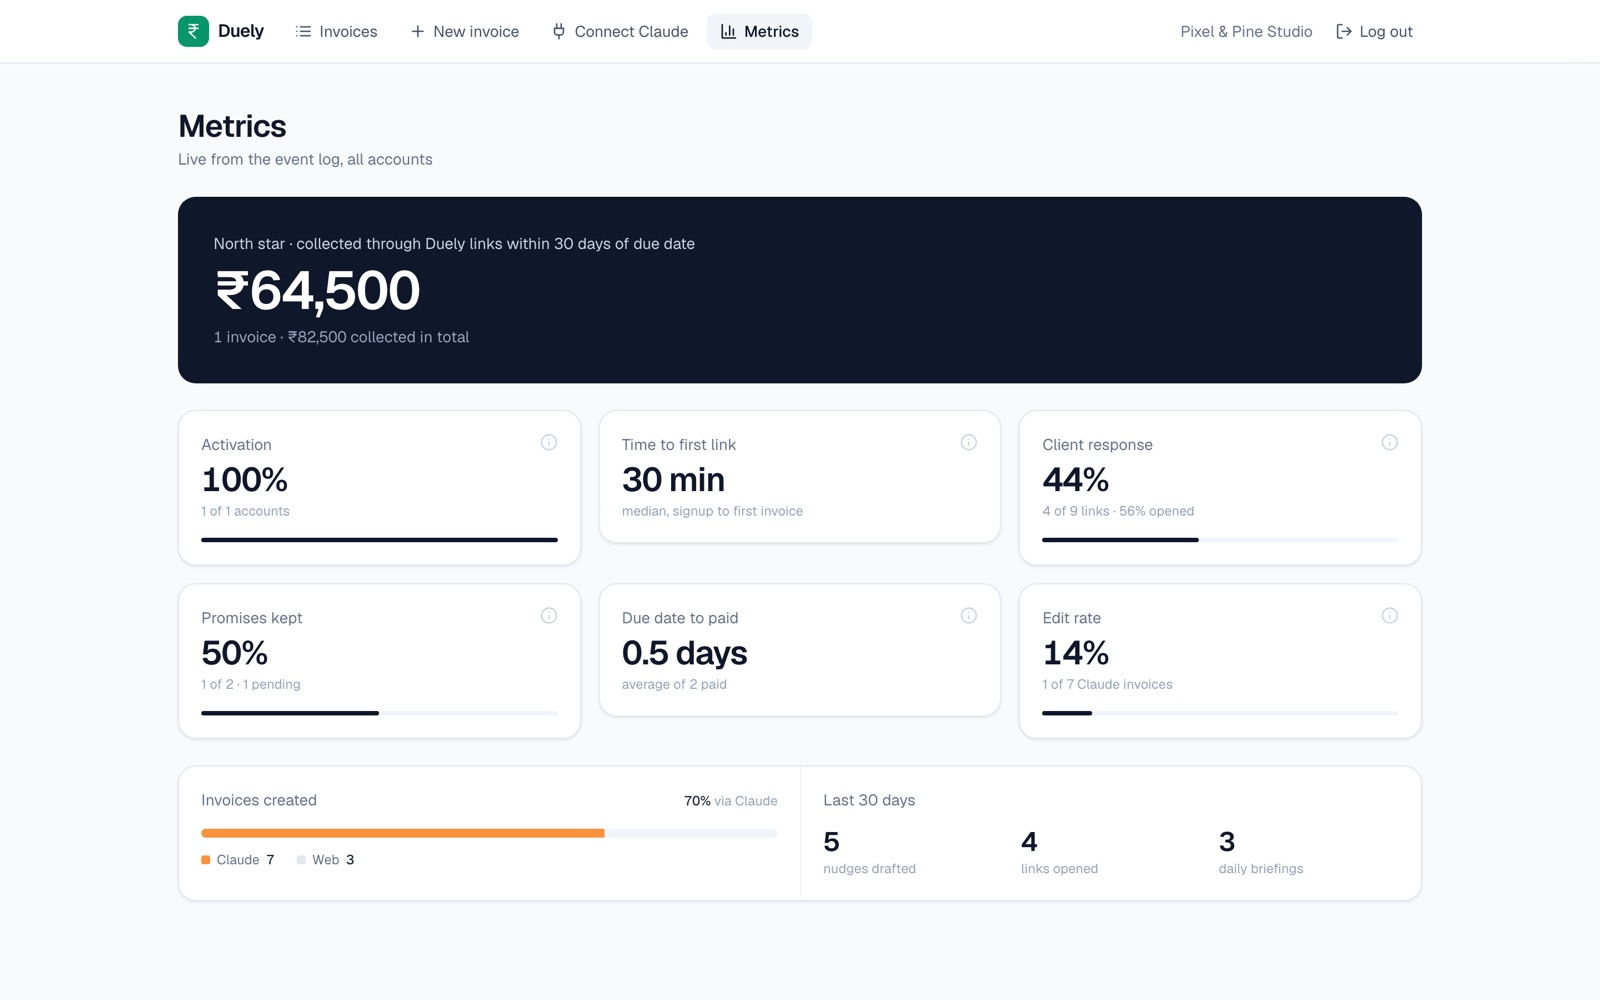 ₹ Duely Invoices New invoice Connect Claude Metrics Pixel & Pine Studio Log out
Metrics
Live from the event log, all accounts
North star · collected through Duely links within 30 days of due date
₹64,500
1 invoice · ₹82,500 collected in total
Activation
100%
1 of 1 accounts
Time to first link
30 min
median, signup to first invoice
Client response
44%
4 of 9 links · 56% opened
Promises kept
50%
1 of 2 · 1 pending
Due date to paid
0.5 days
average of 2 paid
Edit rate
14%
1 of 7 Claude invoices
Invoices created 70% via Claude
Claude 7 Web 3
Last 30 days
5 4 3
nudges drafted links opened daily briefings